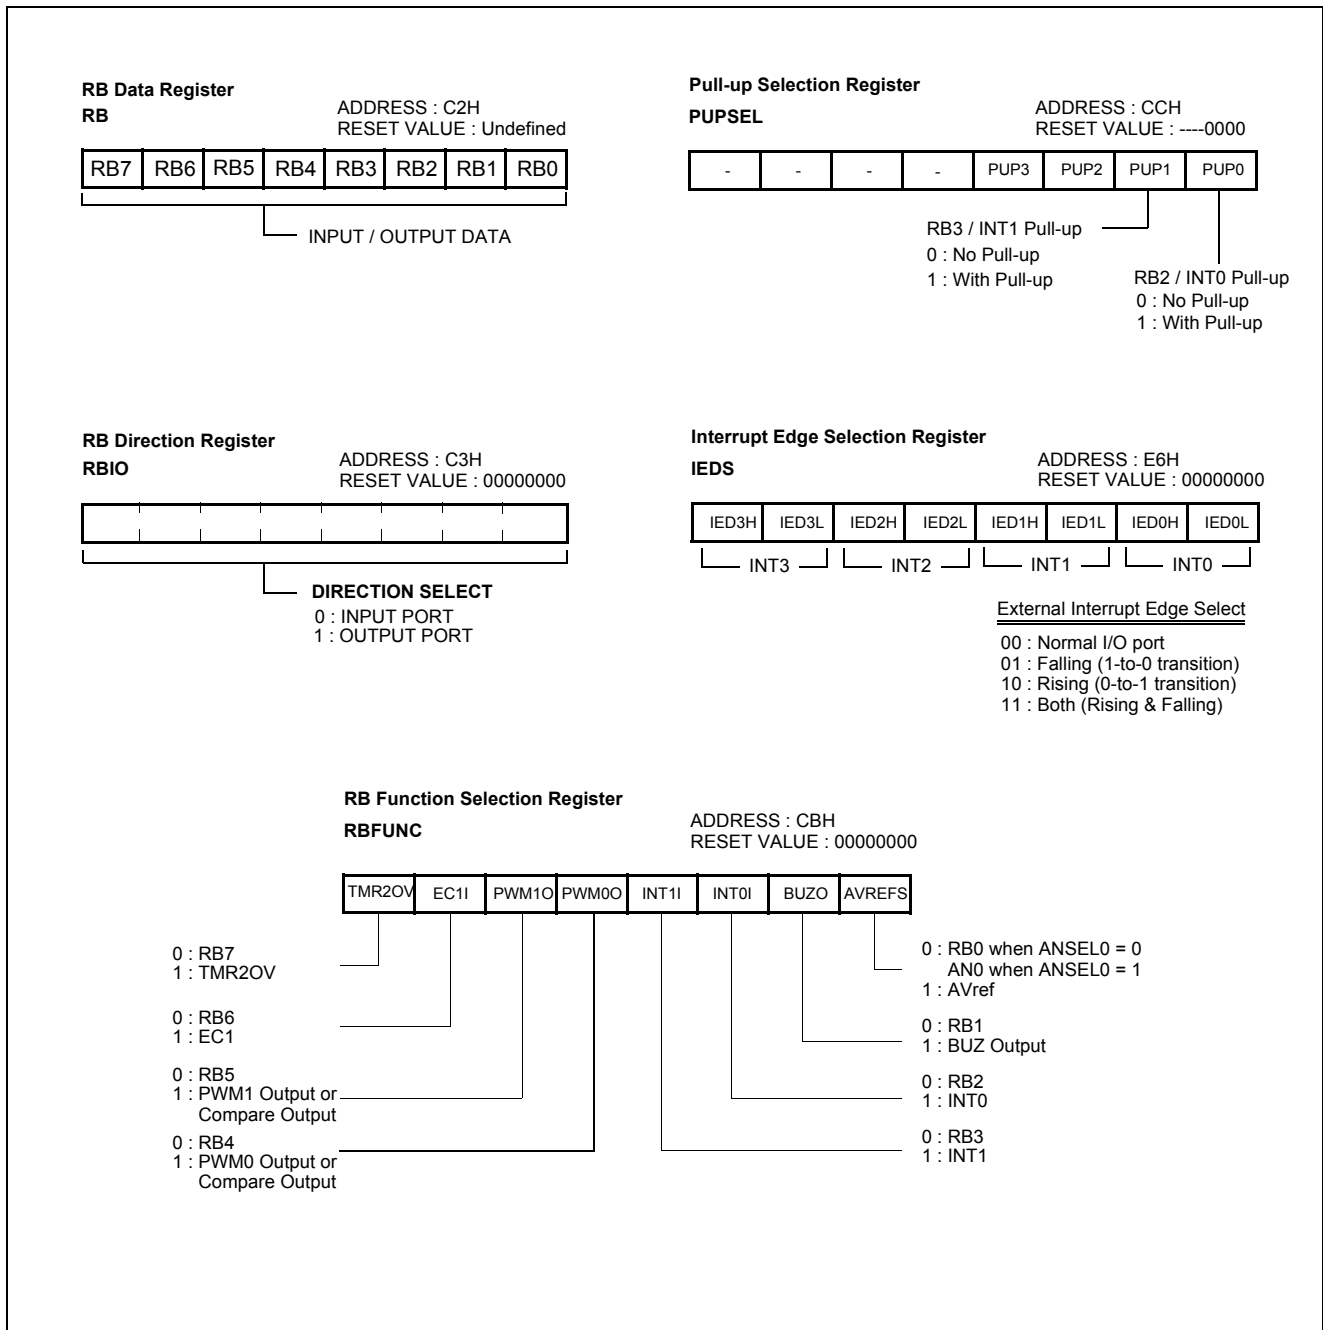 RB Data Register
RB
ADDRESS : C2H
RESET VALUE : Undefined
RB7 RB6 RB5 RB4 RB3 RB2 RB1 RB0
INPUT / OUTPUT DATA
Pull-up Selection Register
PUPSEL
ADDRESS : CCH
RESET VALUE : ----0000
- - - - PUP3 PUP2 PUP1 PUP0
RB3 / INT1 Pull-up
0 : No Pull-up
1 : With Pull-up
RB2 / INT0 Pull-up
0 : No Pull-up
1 : With Pull-up
RB Direction Register
RBIO
ADDRESS : C3H
RESET VALUE : 00000000
DIRECTION SELECT
0 : INPUT PORT
1 : OUTPUT PORT
Interrupt Edge Selection Register
IEDS
ADDRESS : E6H
RESET VALUE : 00000000
IED3H IED3L IED2H IED2L IED1H IED1L IED0H IED0L
INT3 INT2 INT1 INT0
External Interrupt Edge Select
00 : Normal I/O port
01 : Falling (1-to-0 transition)
10 : Rising (0-to-1 transition)
11 : Both (Rising & Falling)
RB Function Selection Register
RBFUNC
ADDRESS : CBH
RESET VALUE : 00000000
TMR2OV EC1I PWM1O PWM0O INT1I INT0I BUZO AVREFS
0 : RB7
1 : TMR2OV
0 : RB6
1 : EC1
0 : RB5
1 : PWM1 Output or
Compare Output
0 : RB4
1 : PWM0 Output or
Compare Output
0 : RB0 when ANSEL0 = 0
AN0 when ANSEL0 = 1
1 : AVref
0 : RB1
1 : BUZ Output
0 : RB2
1 : INT0
0 : RB3
1 : INT1